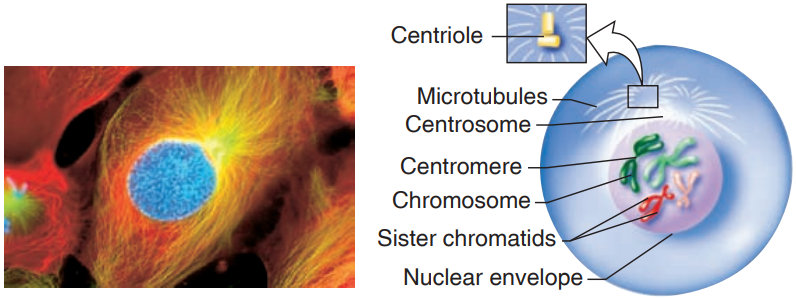 Centriole
Microtubules
Centrosome
Centromere
Chromosome
Sister chromatids
Nuclear envelope